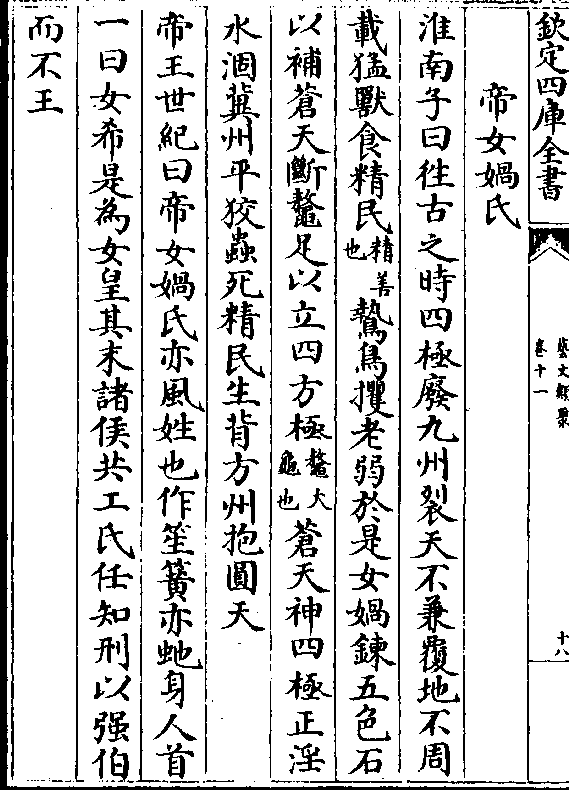 欽定四庫全書
藝文類聚
卷十一
十八
帝女媧氏
淮南子曰徃古之時四極廢九州裂天不兼覆地不周
載猛獸食精民精善也鷙鳥攫老弱於是女媧鍊五色石
以補蒼天斷鼇足以立四方極鼇大龜也蒼天神四極正淫
水涸冀州平狡蟲死精民生背方州抱圓天
帝王世紀曰帝女媧氏亦風姓也作笙簧亦虵身人首
一曰女希是為女皇其末諸侯共工氏任知刑以强伯
而不王